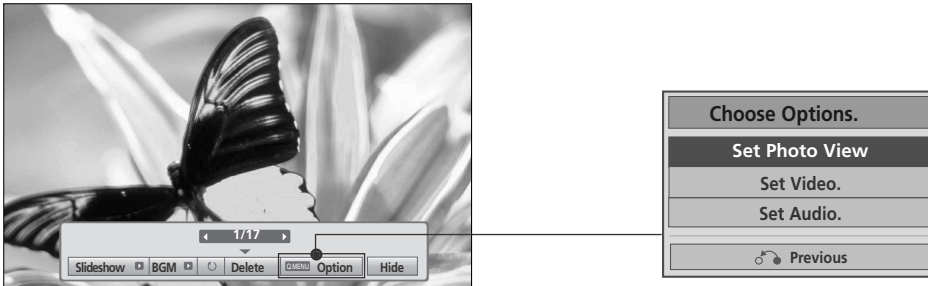 1/17
Slideshow BGM Delete Q.MENU Option Hide
Choose Options.
Set Photo View
Set Video.
Set Audio.
Previous